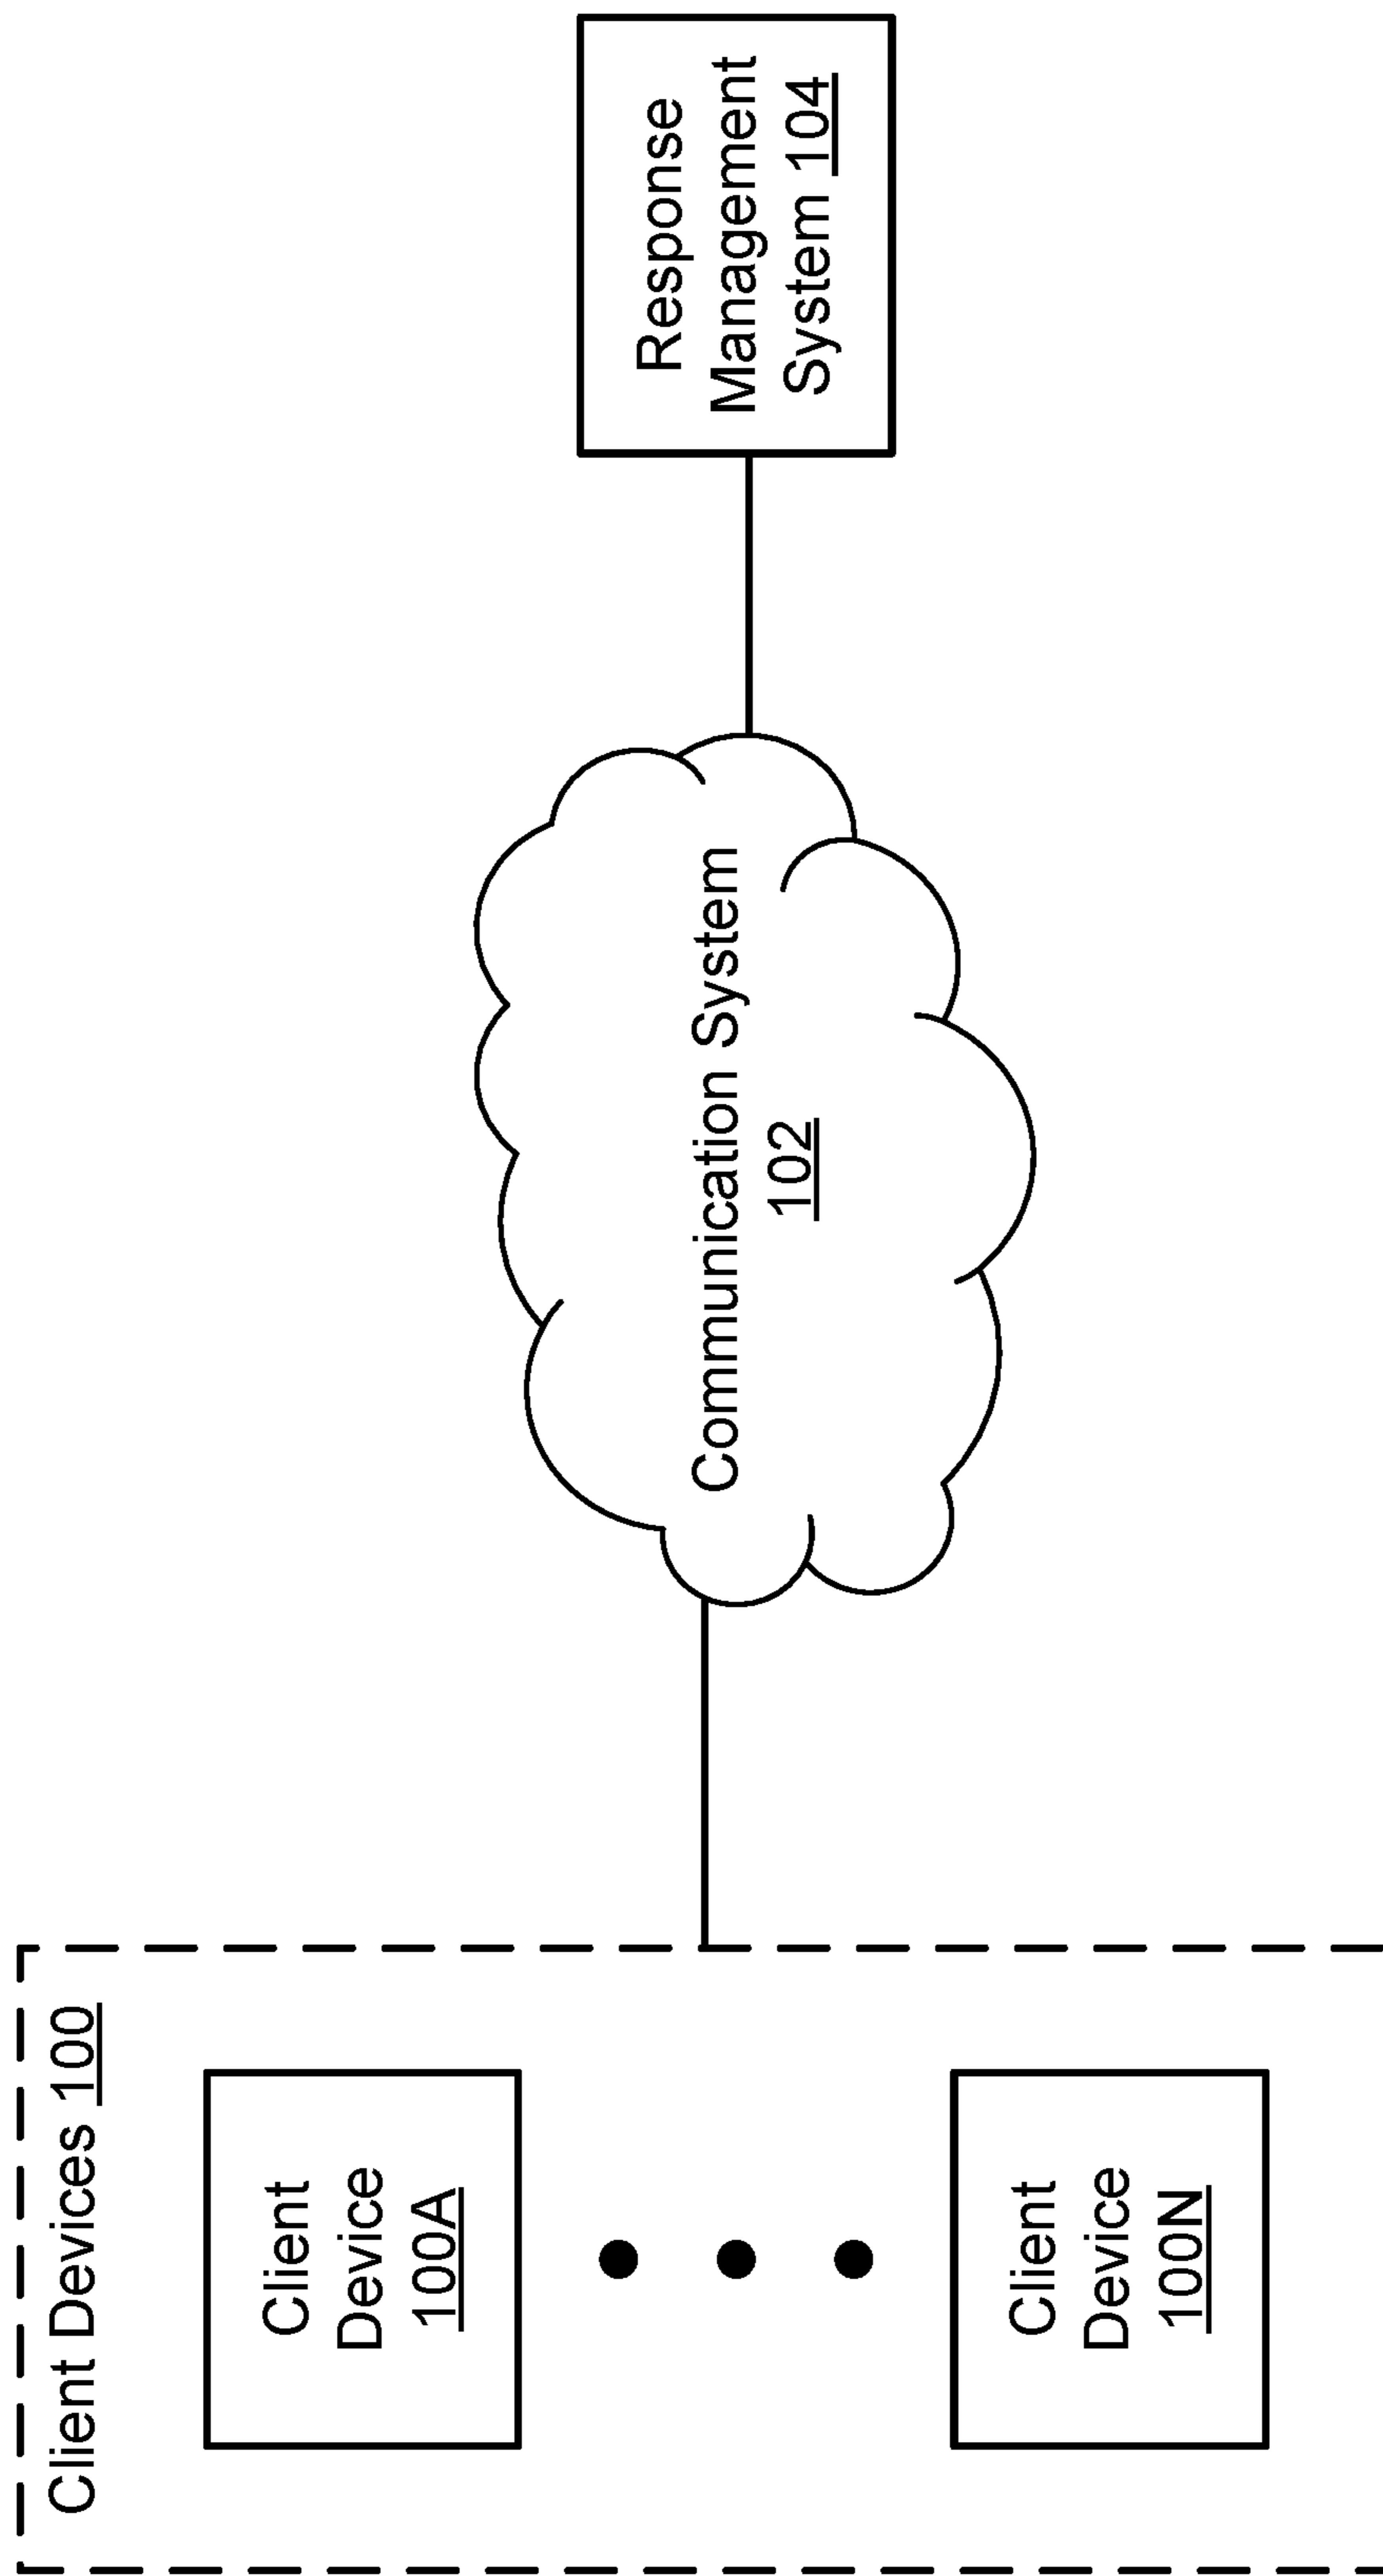 Client Devices 100
Client
Device
100A
Client
Device
100N
Communication System
102
Response
Management
System 104